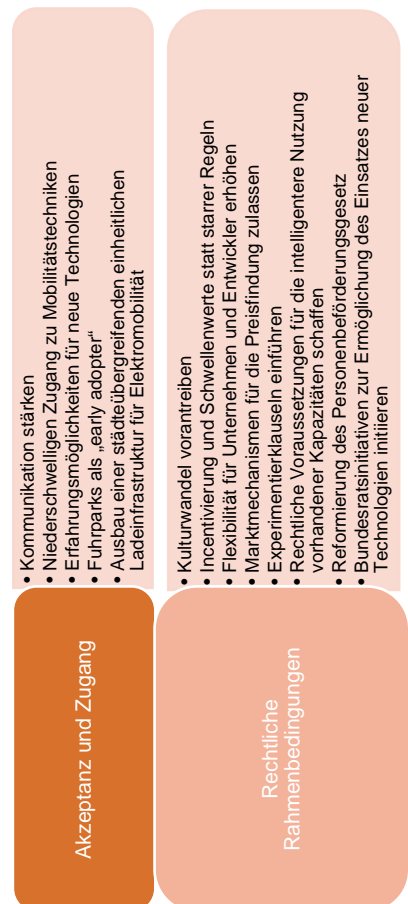 Akzeptanz und Zugang
• Kommunikation stärken
• Niederschwelligen Zugang zu Mobilitätstechniken
• Erfahrungsmöglichkeiten für neue Technologien
• Fuhrparks als „early adopter“
• Ausbau einer städteübergreifenden einheitlichen
Ladeinfrastruktur für Elektromobilität
Rechtliche
Rahmenbedingungen
• Kulturwandel vorantreiben
• Incentivierung und Schwellenwerte statt starrer Regeln
• Flexibilität für Unternehmen und Entwickler erhöhen
• Marktmechanismen für die Preisfindung zulassen
• Experimentierklauseln einführen
• Rechtliche Voraussetzungen für die intelligentere Nutzung
vorhandener Kapazitäten schaffen
• Reformierung des Personenbeförderungsgesetz
• Bundesratsinitiativen zur Ermöglichung des Einsatzes neuer
Technologien initiieren